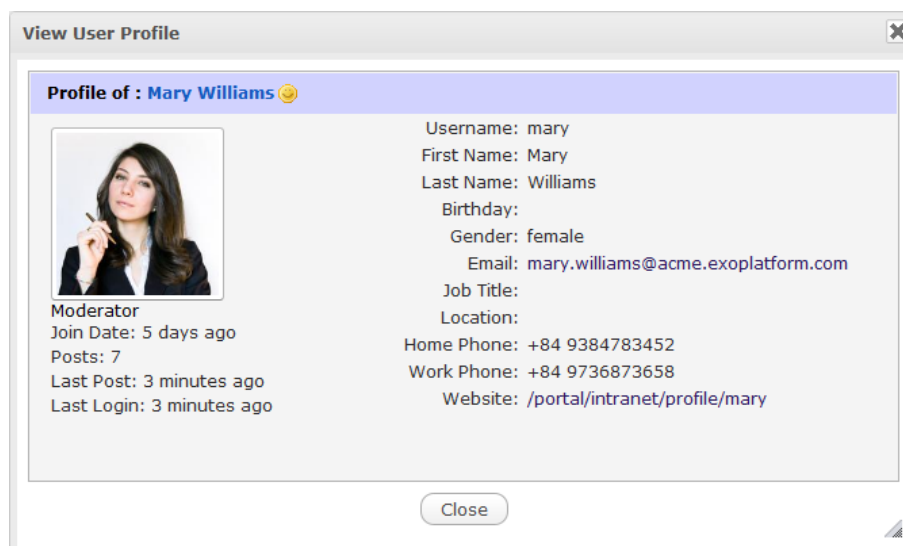 View User Profile
Profile of : Mary Williams
Moderator
Join Date: 5 days ago
Posts: 7
Last Post: 3 minutes ago
Last Login: 3 minutes ago
Username: mary
First Name: Mary
Last Name: Williams
Birthday:
Gender: female
Email: mary.williams@acme.exoplatform.com
Job Title:
Location:
Home Phone: +84 9384783452
Work Phone: +84 9736873658
Website: /portal/intranet/profile/mary
Close